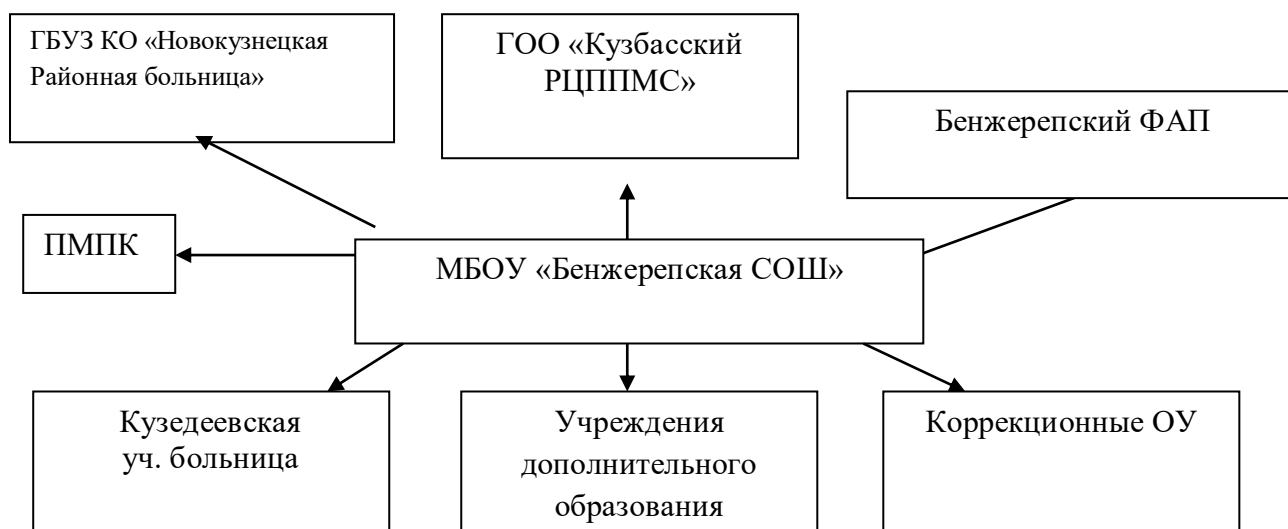 ГБУЗ КО «Новокузнецкая
Районная больница»
ГОО «Кузбасский
РЦППМС»
Бенжерепский ФАП
ПМПК
МБОУ «Бенжерепская СОШ»
Кузедеевская
уч. больница
Учреждения
дополнительного
образования
Коррекционные ОУ